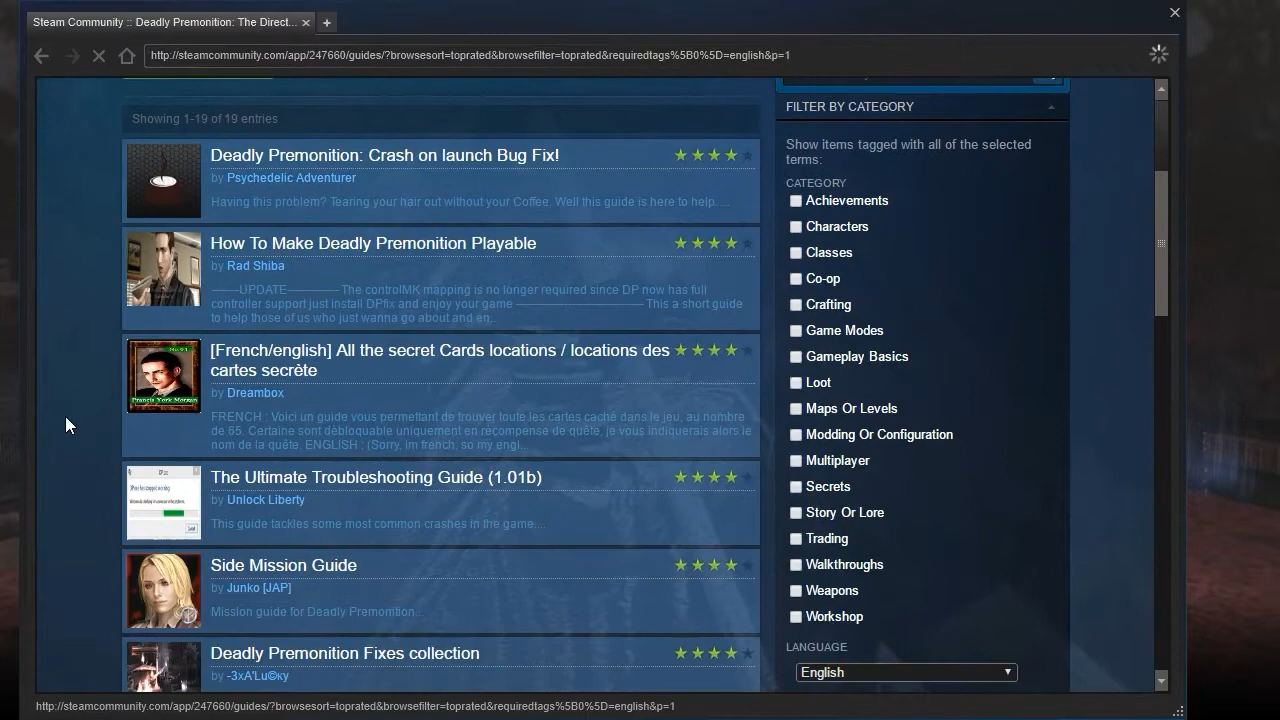 Steam Community :: Deadly Premonition: The Direct...
http://steamcommunity.com/app/247660/guides/?browsesort=toprated&browsefilter=toprated&requiredtags%5B0%5D=english&p=1
Showing 1-19 of 19 entries
Deadly Premonition: Crash on launch Bug Fix!
by Psychedelic Adventurer
Having this problem? Tearing your hair out without your Coffee. Well this guide is here to help. ...
How To Make Deadly Premonition Playable
by Rad Shiba
--------UPDATE---------------- The controlMK mapping is no longer required since DP now has full
controller support just install DPfix and enjoy your game ---------------------------------------- This a short guide
to help those of us who just wanna go about and en...
[French/english] All the secret Cards locations / locations des
cartes secrète
by Dreambox
FRENCH : Voici un guide vous permettant de trouver toute les cartes caché dans le jeu, au nombre
de 65. Certaine sont débloquable uniquement en récompense de quête, je vous indiquerais alors le
nom de la quête. ENGLISH : (Sorry, im french, so my engl...
Francis York Morgan
The Ultimate Troubleshooting Guide (1.01b)
by Unlock Liberty
This guide tackles some most common crashes in the game....
Side Mission Guide
by Junko [JAP]
Mission guide for Deadly Premomition...
Deadly Premonition Fixes collection
by -3xA'Lu©ку
FILTER BY CATEGORY
Show items tagged with all of the selected
terms:
CATEGORY
Achievements
Characters
Classes
Co-op
Crafting
Game Modes
Gameplay Basics
Loot
Maps Or Levels
Modding Or Configuration
Multiplayer
Secrets
Story Or Lore
Trading
Walkthroughs
Weapons
Workshop
LANGUAGE
English
http://steamcommunity.com/app/247660/guides/?browsesort=toprated&browsefilter=toprated&requiredtags%5B0%5D=english&p=1